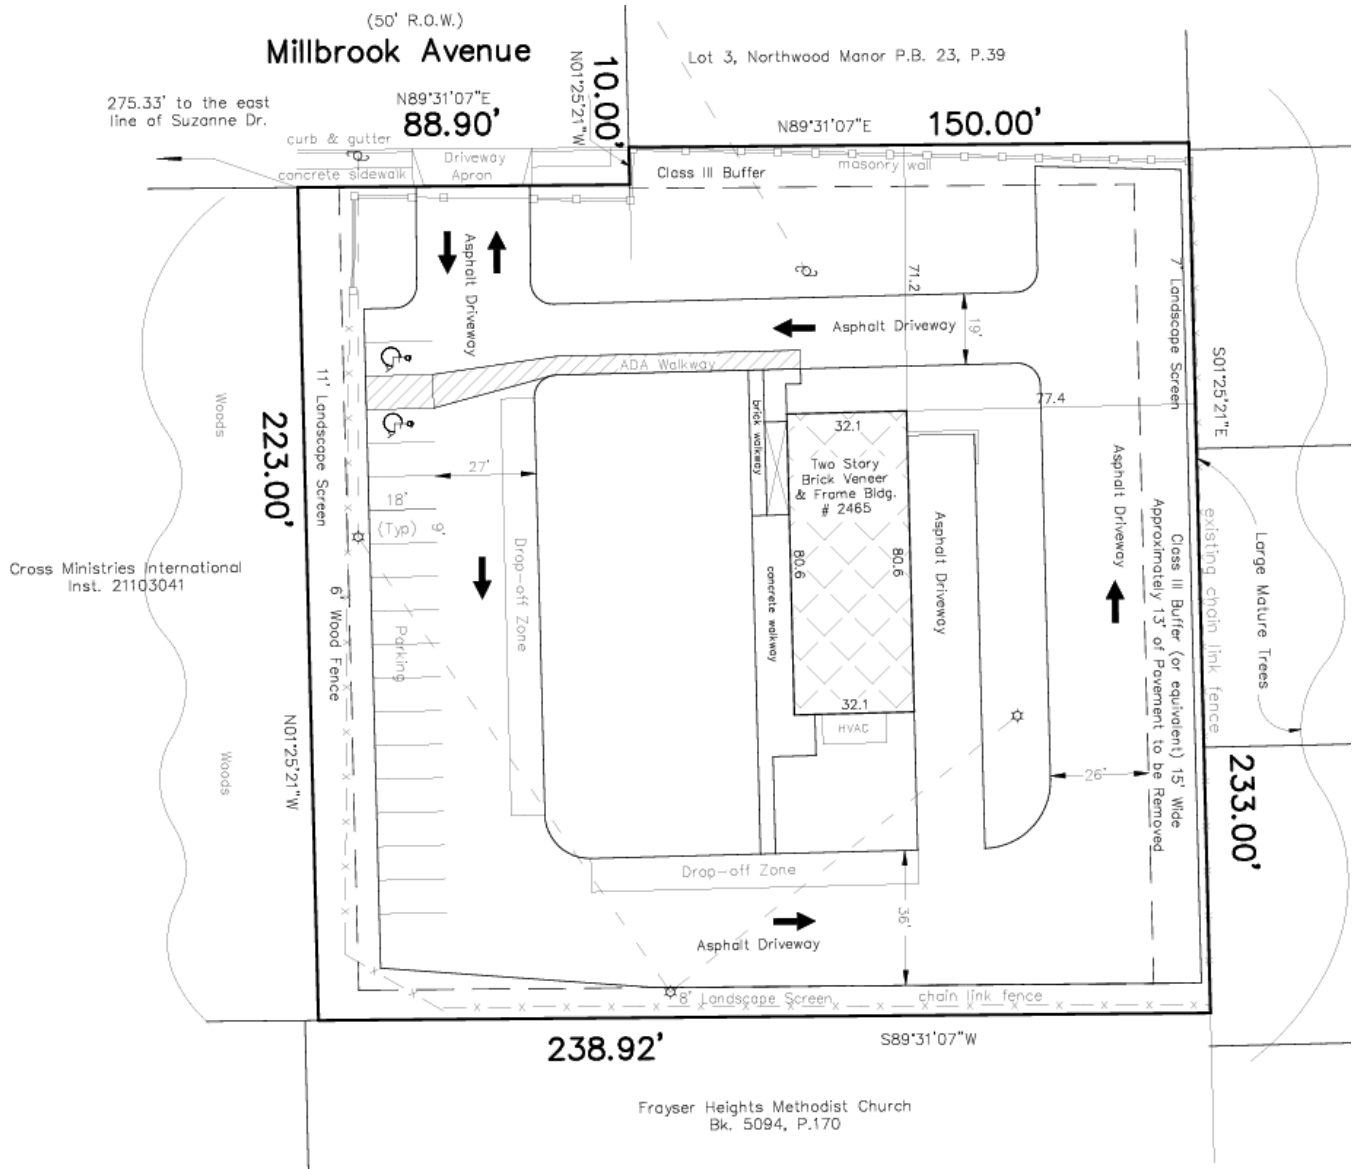 (50' R.O.W.)
Millbrook Avenue
N89°31'07"E
88.90'
N01°25'21"W
10.00'
Lot 3, Northwood Manor P.B. 23, P.39
N89°31'07"E
150.00'
275.33' to the east
line of Suzanne Dr.
curb & gutter
concrete sidewalk
Driveway
Apron
Class III Buffer
masonry wall
Asphalt Driveway
71.2
7' Landscape Screen
Asphalt Driveway
19'
ADA Walkway
S01°25'21"E
77.4
11' Landscape Screen
Woods
223.00'
brick walkway
32.1
Two Story
Brick Veneer
& Frame Bldg.
# 2465
27'
18'
(Typ)
9'
Drop-off Zone
80.6
80.6
Asphalt Driveway
Asphalt Driveway
Class III Buffer (or equivalent) 15' Wide
Approximately 13' of Pavement to be Removed
existing chain link fence
Large Mature Trees
Cross Ministries International
Inst. 21103041
6' Wood Fence
Parking
concrete walkway
32.1
HVAC
N01°25'21"W
Woods
26'
233.00'
Drop-off Zone
36'
Asphalt Driveway
8' Landscape Screen
chain link fence
238.92'
S89°31'07"W
Frayser Heights Methodist Church
Bk. 5094, P.170